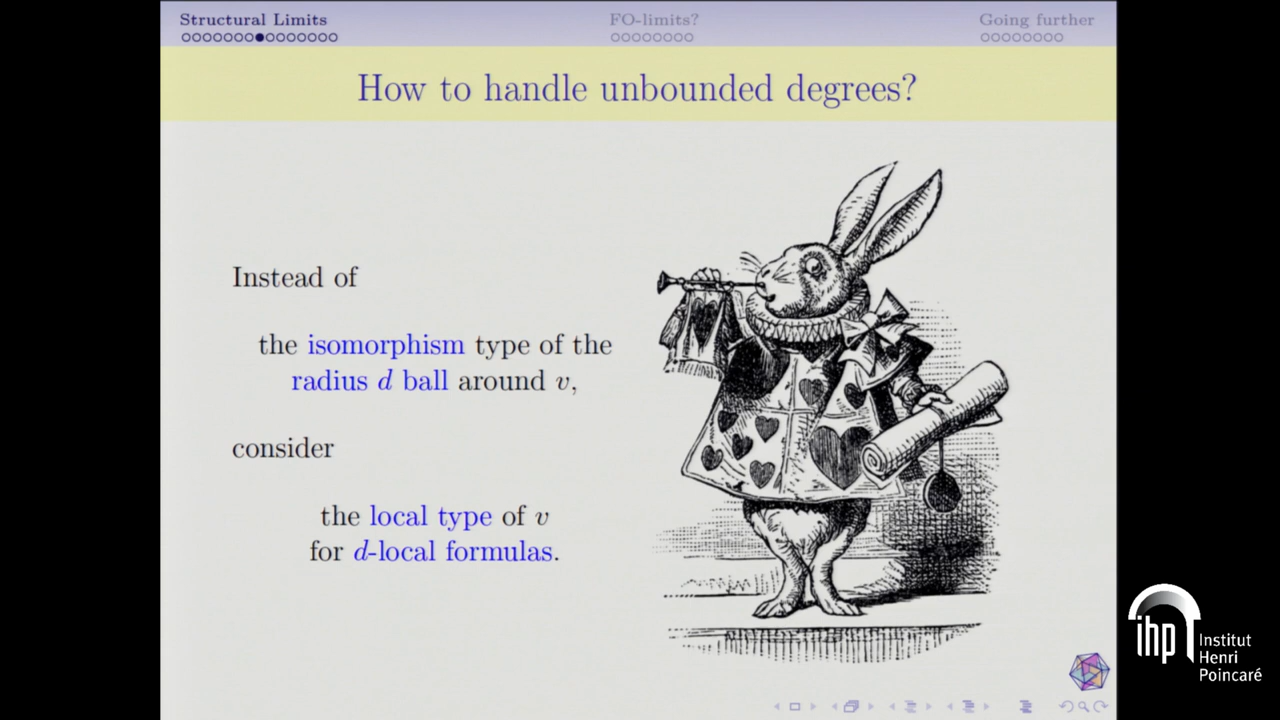 Structural Limits
FO-limits?
Going further
How to handle unbounded degrees?
Instead of
the isomorphism type of the
radius d ball around v,
consider
the local type of v
for d-local formulas.
ihp
Institut
Henri
Poincaré